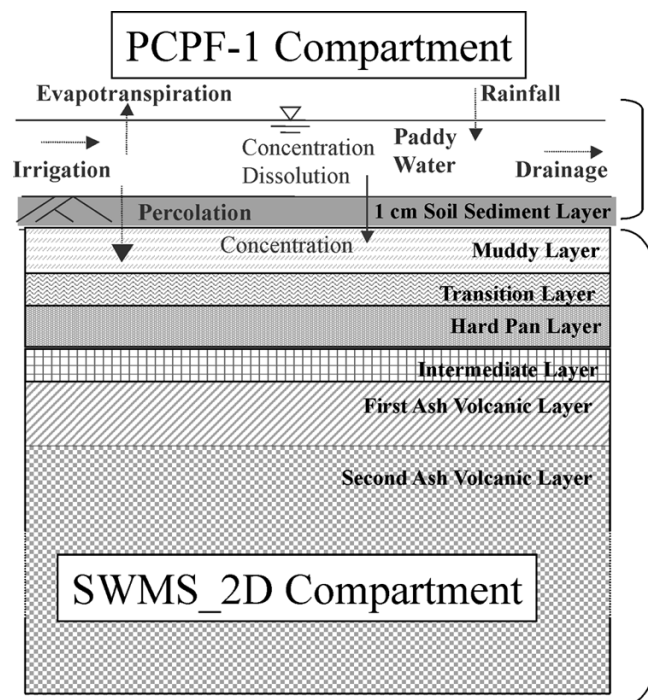 PCPF-1 Compartment
Evapotranspiration
Rainfall
Concentration
Dissolution
Paddy
Water
Irrigation
Drainage
Percolation
1 cm Soil Sediment Layer
Concentration
Muddy Layer
Transition Layer
Hard Pan Layer
Intermediate Layer
First Ash Volcanic Layer
Second Ash Volcanic Layer
SWMS_2D Compartment